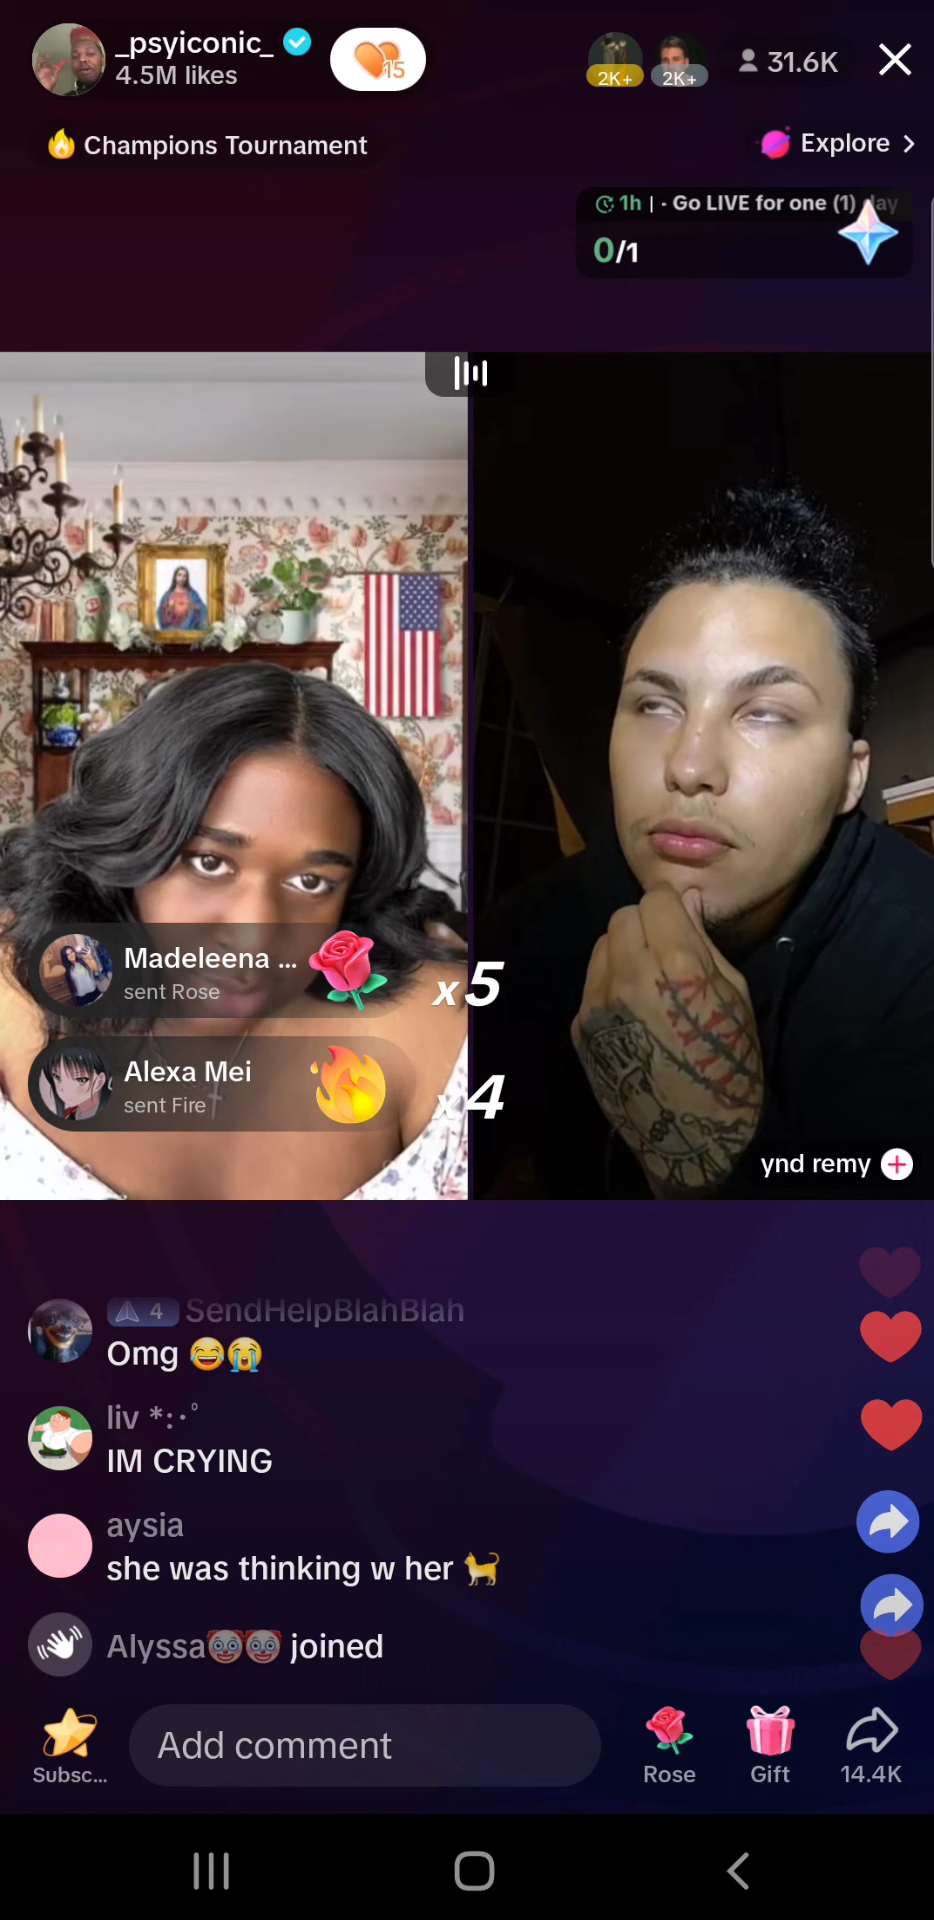 _psyiconic_
4.5M likes
15
2K+
2K+
31.6K
Champions Tournament
Explore
1h | - Go LIVE for one (1) day
0/1
Madeleena ...
sent Rose
x5
Alexa Mei
sent Fire
x4
ynd remy
4 SendHelpBlahBlah
Omg 😂😭
liv *:･ﾟ
IM CRYING
aysia
she was thinking w her 🐈
Alyssa🤡🤡 joined
Subsc...
Add comment
Rose
Gift
14.4K